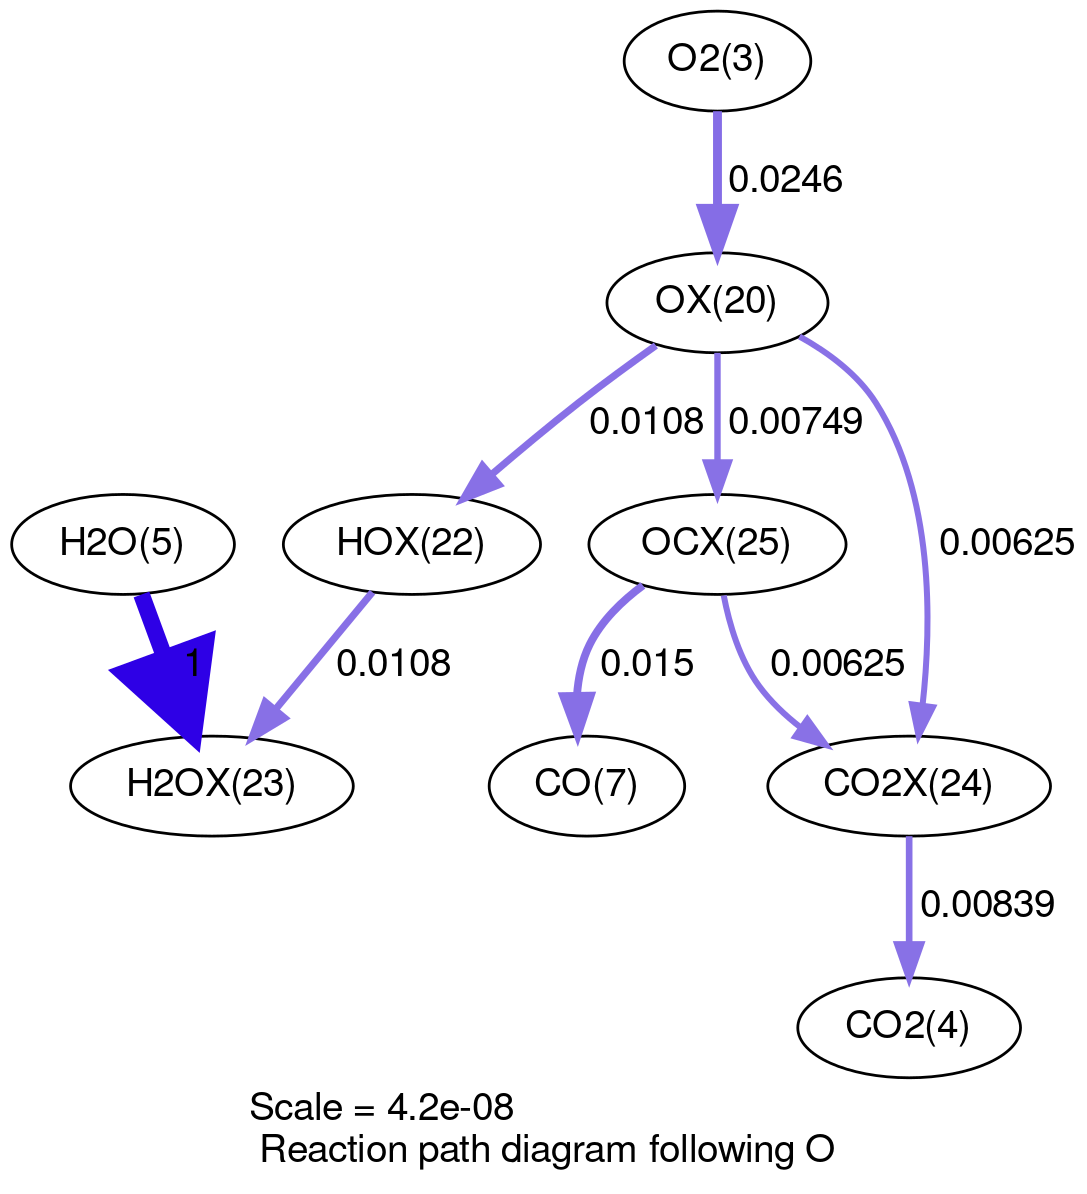 O2(3)
0.0246
OX(20)
0.0108
0.00749
H2O(5)
HOX(22)
OCX(25)
0.00625
1
0.0108
0.015
0.00625
H2OX(23)
CO(7)
CO2X(24)
0.00839
CO2(4)
Scale = 4.2e-08
Reaction path diagram following O